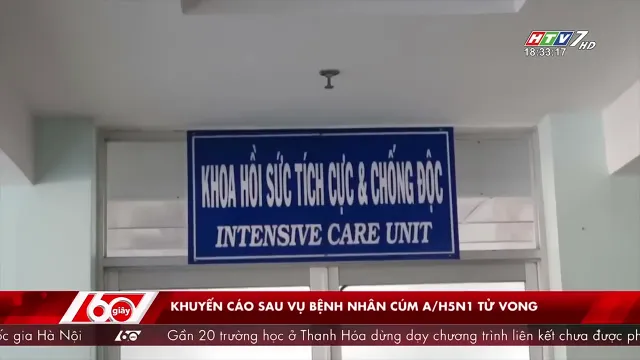 HTV7 HD
18:33:17
KHOA HỒI SỨC TÍCH CỰC & CHỐNG ĐỘC
INTENSIVE CARE UNIT
60 giây
KHUYẾN CÁO SAU VỤ BỆNH NHÂN CÚM A/H5N1 TỬ VONG
ốc gia Hà Nội
Gần 20 trường học ở Thanh Hóa dừng dạy chương trình liên kết chưa được ph